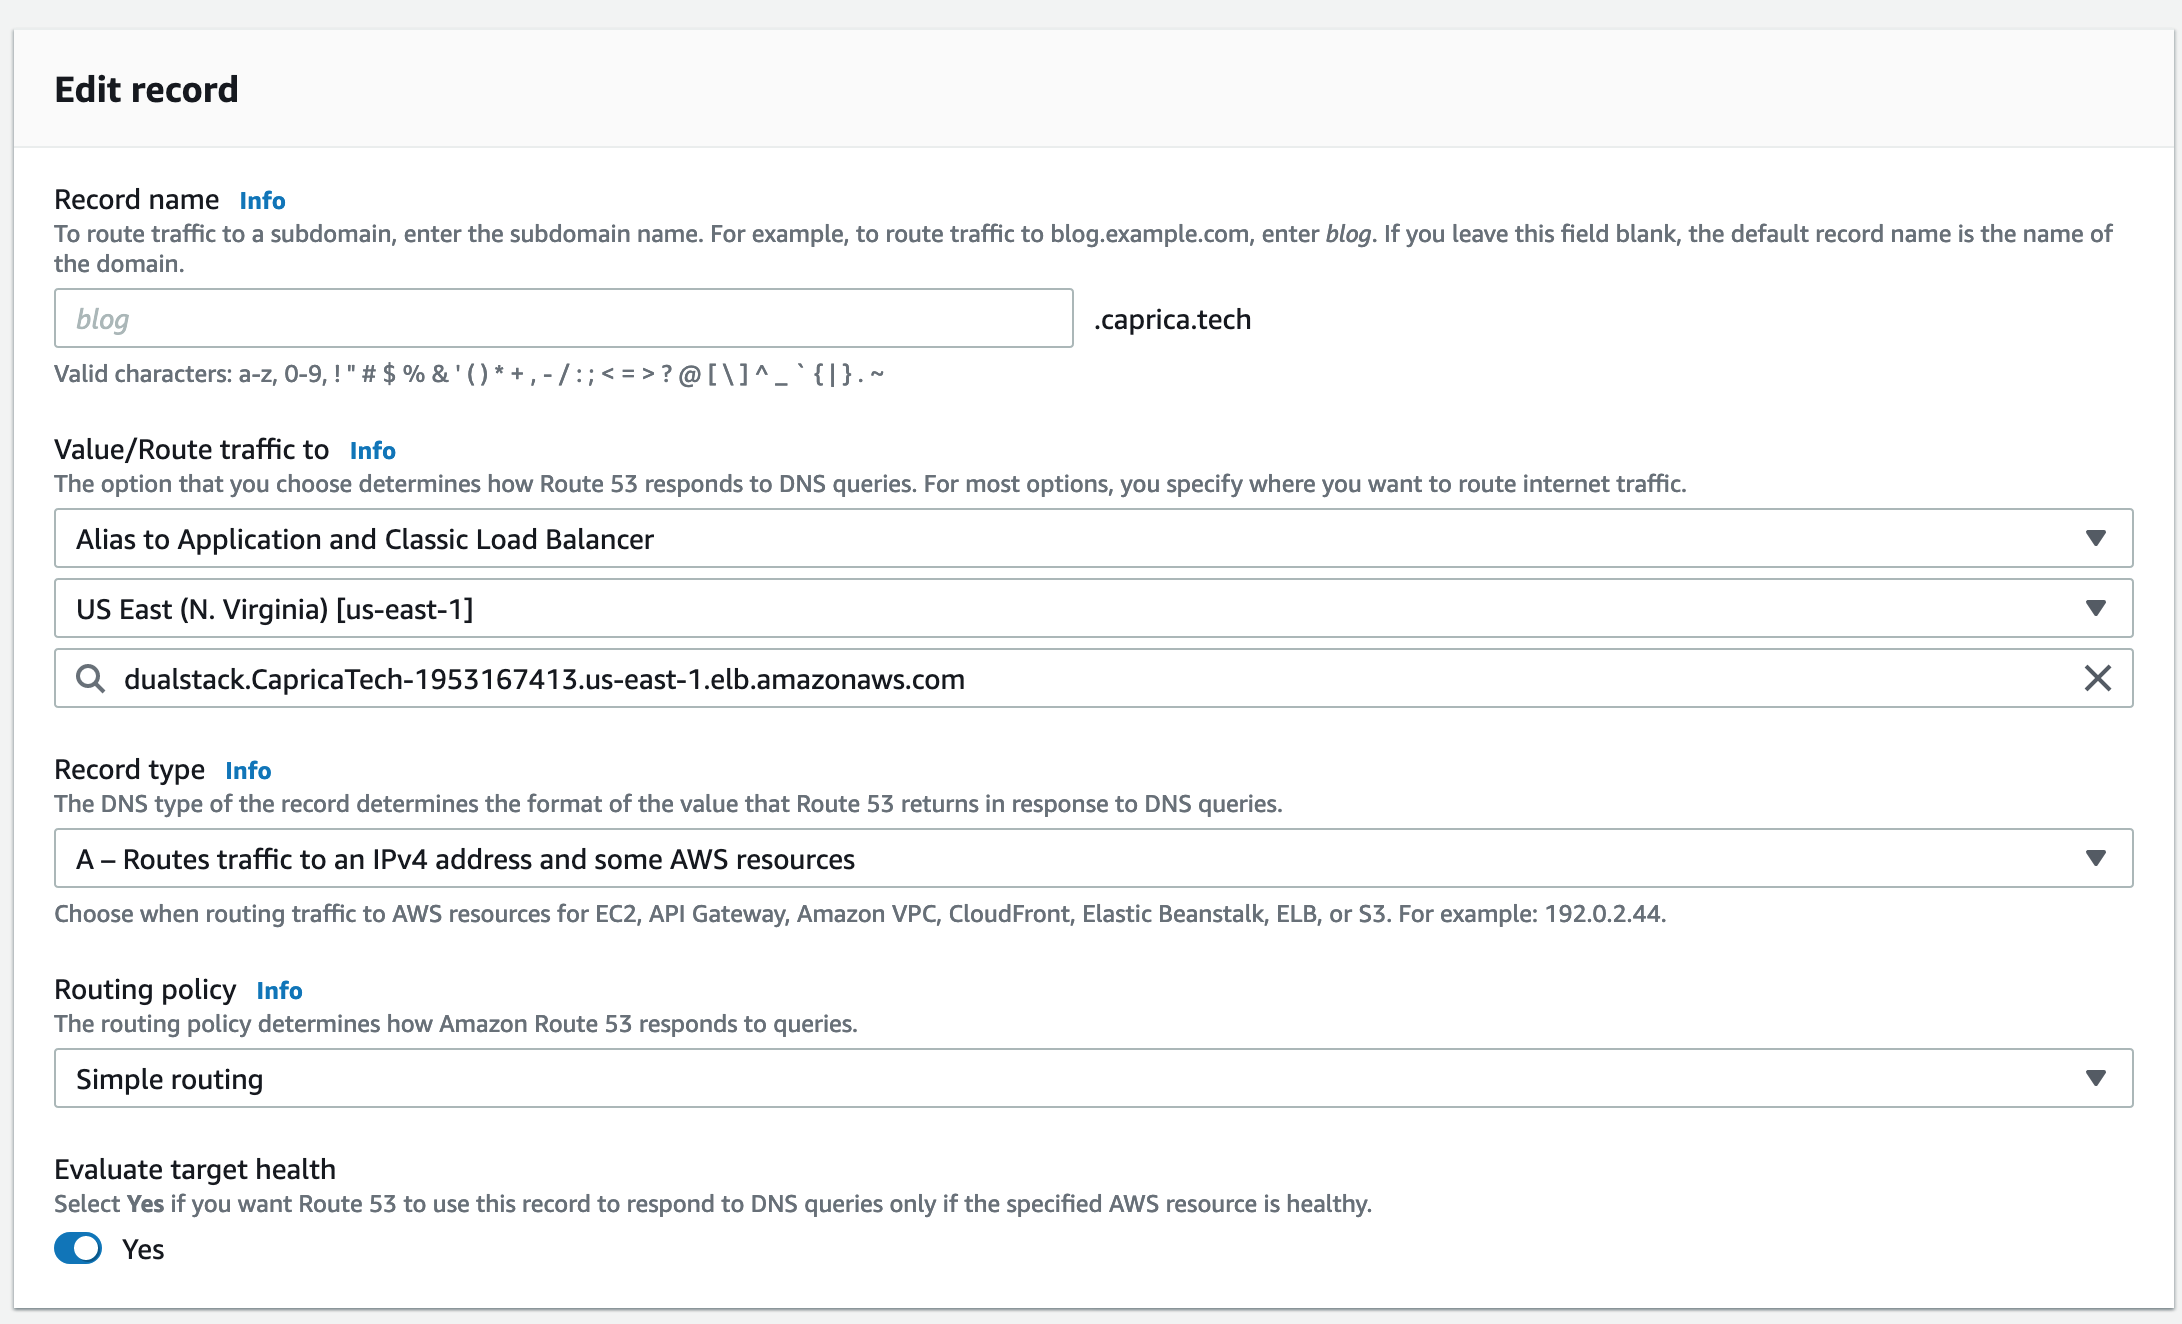 Edit record
Record name Info
To route traffic to a subdomain, enter the subdomain name. For example, to route traffic to blog.example.com, enter blog. If you leave this field blank, the default record name is the name of
the domain.
blog .caprica.tech
Valid characters: a-z, 0-9, ! " # $ % & ' ( ) * + , - / : ; < = > ? @ [ \ ] ^ _ ` { | } . ~
Value/Route traffic to Info
The option that you choose determines how Route 53 responds to DNS queries. For most options, you specify where you want to route internet traffic.
Alias to Application and Classic Load Balancer
US East (N. Virginia) [us-east-1]
dualstack.CapricaTech-1953167413.us-east-1.elb.amazonaws.com
Record type Info
The DNS type of the record determines the format of the value that Route 53 returns in response to DNS queries.
A – Routes traffic to an IPv4 address and some AWS resources
Choose when routing traffic to AWS resources for EC2, API Gateway, Amazon VPC, CloudFront, Elastic Beanstalk, ELB, or S3. For example: 192.0.2.44.
Routing policy Info
The routing policy determines how Amazon Route 53 responds to queries.
Simple routing
Evaluate target health
Select Yes if you want Route 53 to use this record to respond to DNS queries only if the specified AWS resource is healthy.
Yes